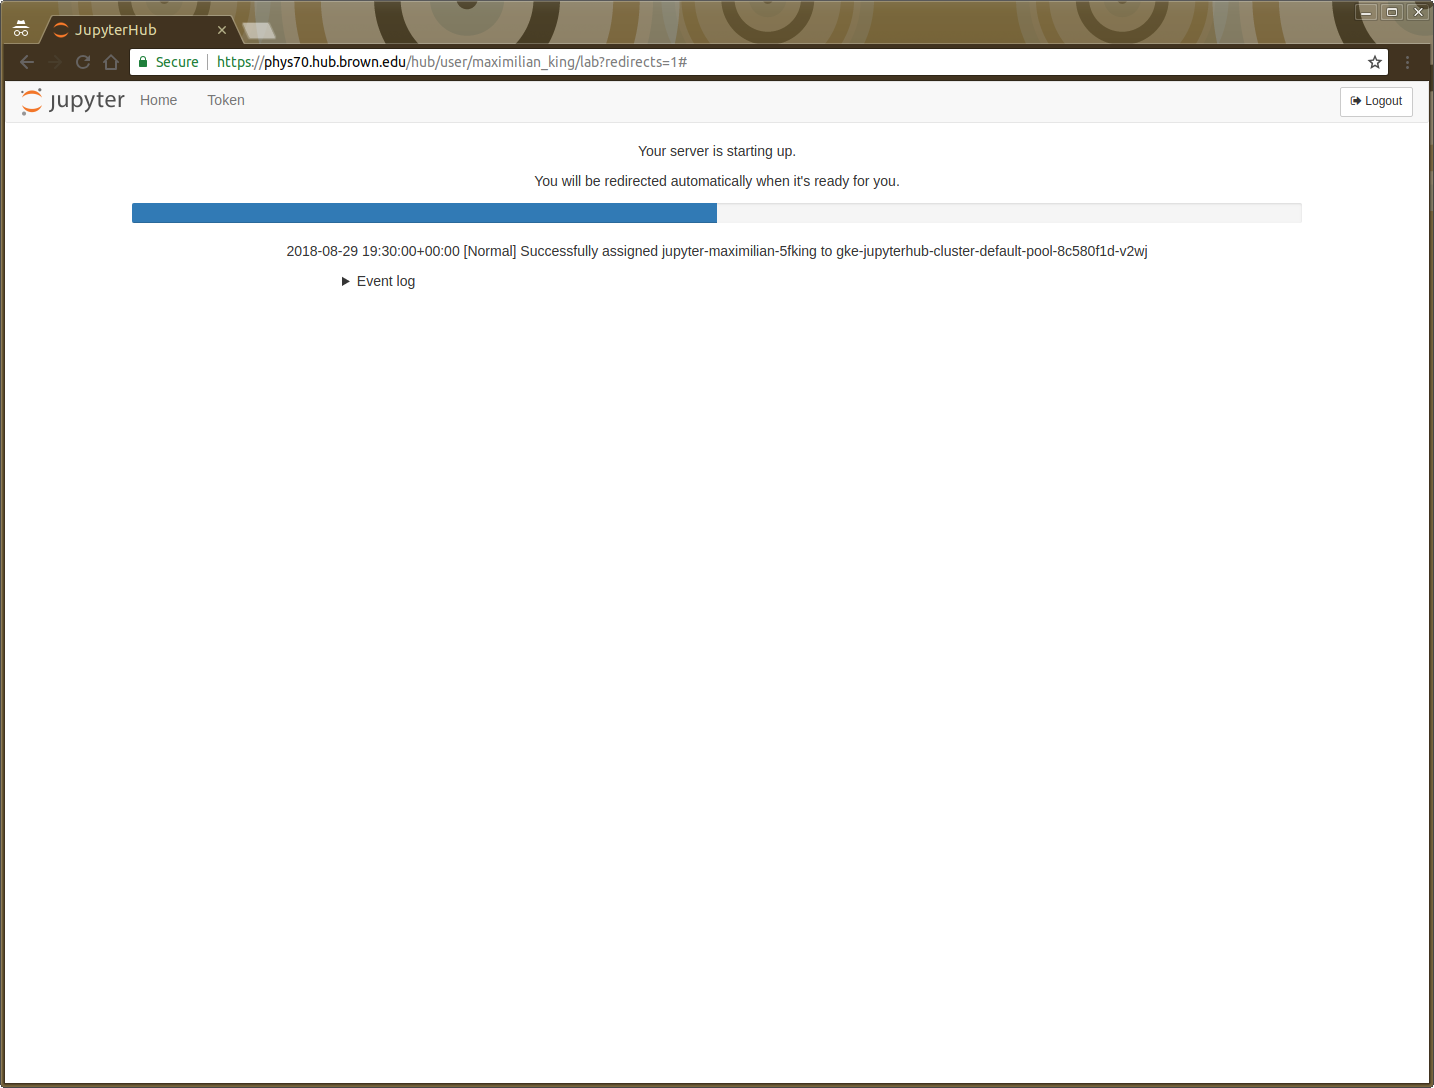 JupyterHub
Secure https://phys70.hub.brown.edu/hub/user/maximilian_king/lab?redirects=1#
jupyter Home Token Logout
Your server is starting up.
You will be redirected automatically when it's ready for you.
2018-08-29 19:30:00+00:00 [Normal] Successfully assigned jupyter-maximilian-5fking to gke-jupyterhub-cluster-default-pool-8c580f1d-v2wj
Event log